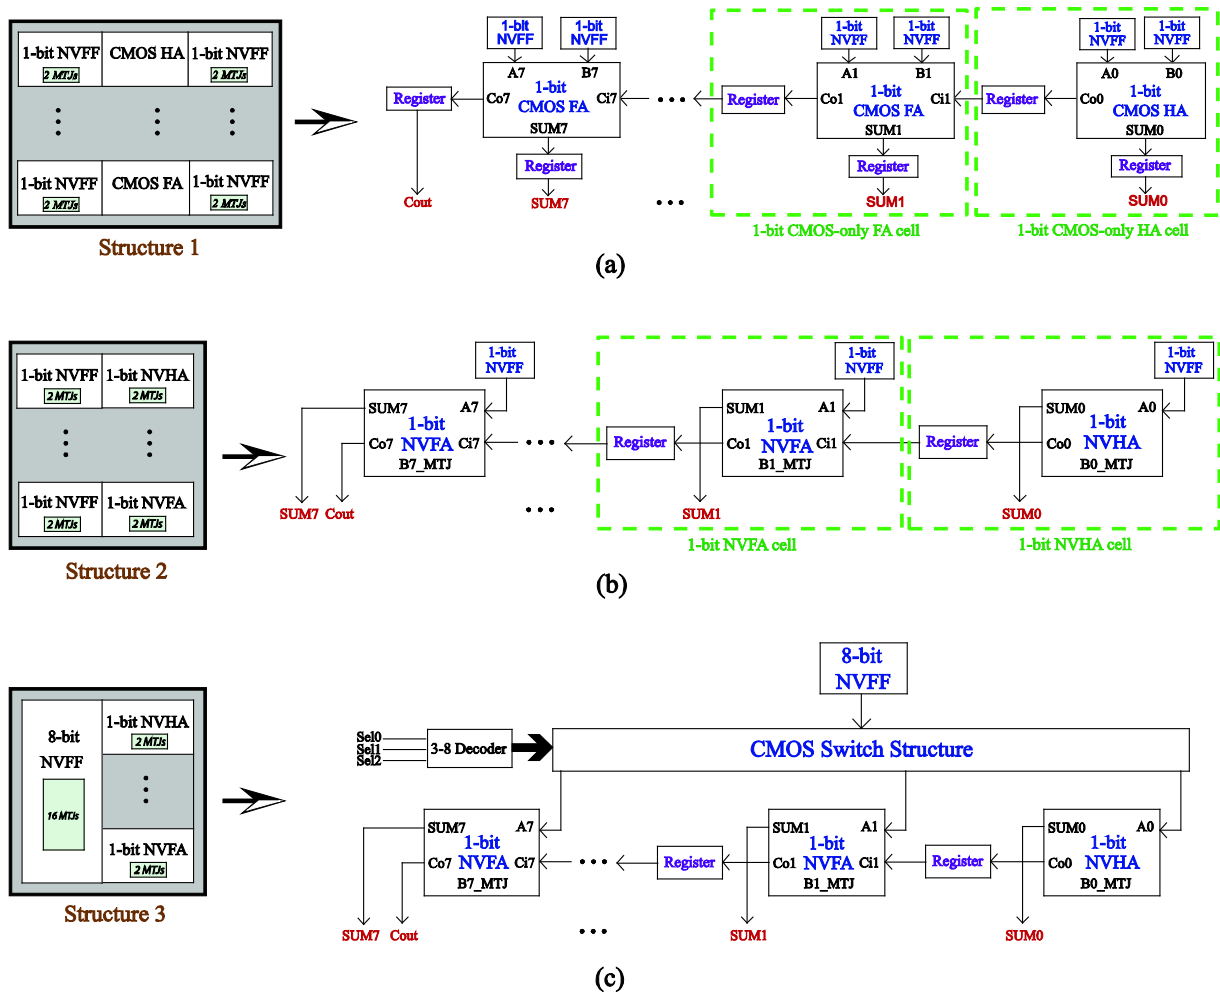 1-bit NVFF CMOS HA 1-bit NVFF
2 MTJs 2 MTJs
1-bit NVFF CMOS FA 1-bit NVFF
2 MTJs 2 MTJs
Structure 1
1-bit NVFF 1-bit NVFF 1-bit NVFF 1-bit NVFF 1-bit NVFF 1-bit NVFF
A7 B7 A1 B1 A0 B0
Register Co7 1-bit CMOS FA Ci7 Register Co1 1-bit CMOS FA Ci1 Register Co0 1-bit CMOS HA
SUM7 SUM1 SUM0
Register Register Register
Cout SUM7 SUM1 SUM0
1-bit CMOS-only FA cell 1-bit CMOS-only HA cell
(a)
1-bit NVFF 1-bit NVHA
2 MTJs 2 MTJs
1-bit NVFF 1-bit NVFA
2 MTJs 2 MTJs
Structure 2
1-bit NVFF 1-bit NVFF 1-bit NVFF
SUM7 A7 SUM1 A1 SUM0 A0
Co7 1-bit NVFA Ci7 Register Co1 1-bit NVFA Ci1 Register Co0 1-bit NVHA
B7_MTJ B1_MTJ B0_MTJ
SUM7 Cout SUM1 SUM0
1-bit NVFA cell 1-bit NVHA cell
(b)
8-bit NVFF
16 MTJs
1-bit NVHA
2 MTJs
1-bit NVFA
2 MTJs
Structure 3
8-bit
NVFF
Sel0
Sel1
Sel2
3-8 Decoder
CMOS Switch Structure
SUM7 A7 SUM1 A1 SUM0 A0
Co7 1-bit NVFA Ci7 Register Co1 1-bit NVFA Ci1 Register Co0 1-bit NVHA
B7_MTJ B1_MTJ B0_MTJ
SUM7 Cout SUM1 SUM0
(c)